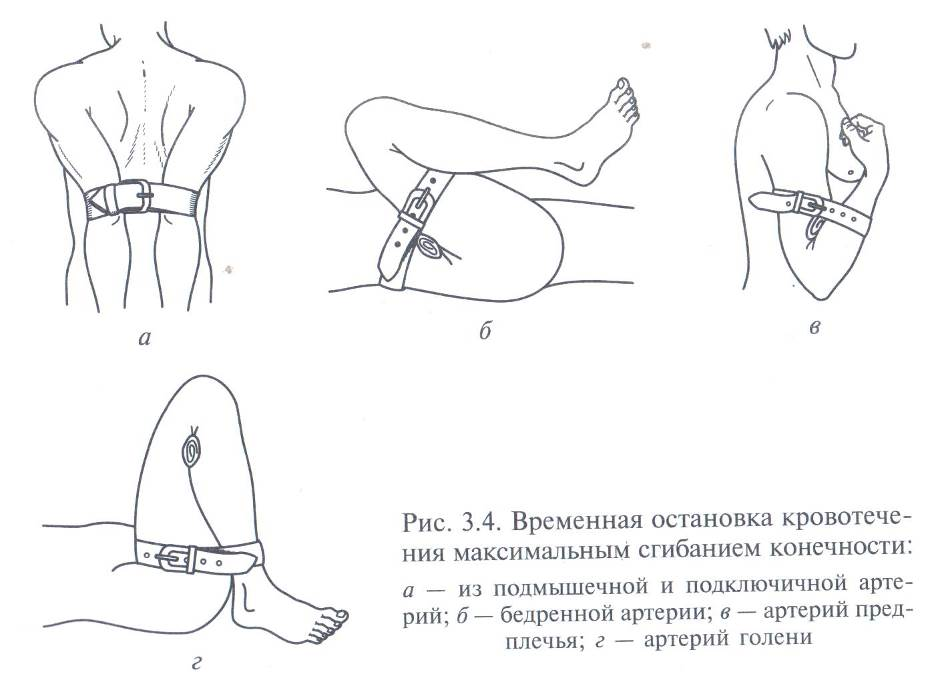 а
б
в
г
Рис. 3.4. Временная остановка кровотече-
ния максимальным сгибанием конечности:
а — из подмышечной и подключичной арте-
рий; б — бедренной артерии; в — артерий пред-
плечья; г — артерий голени